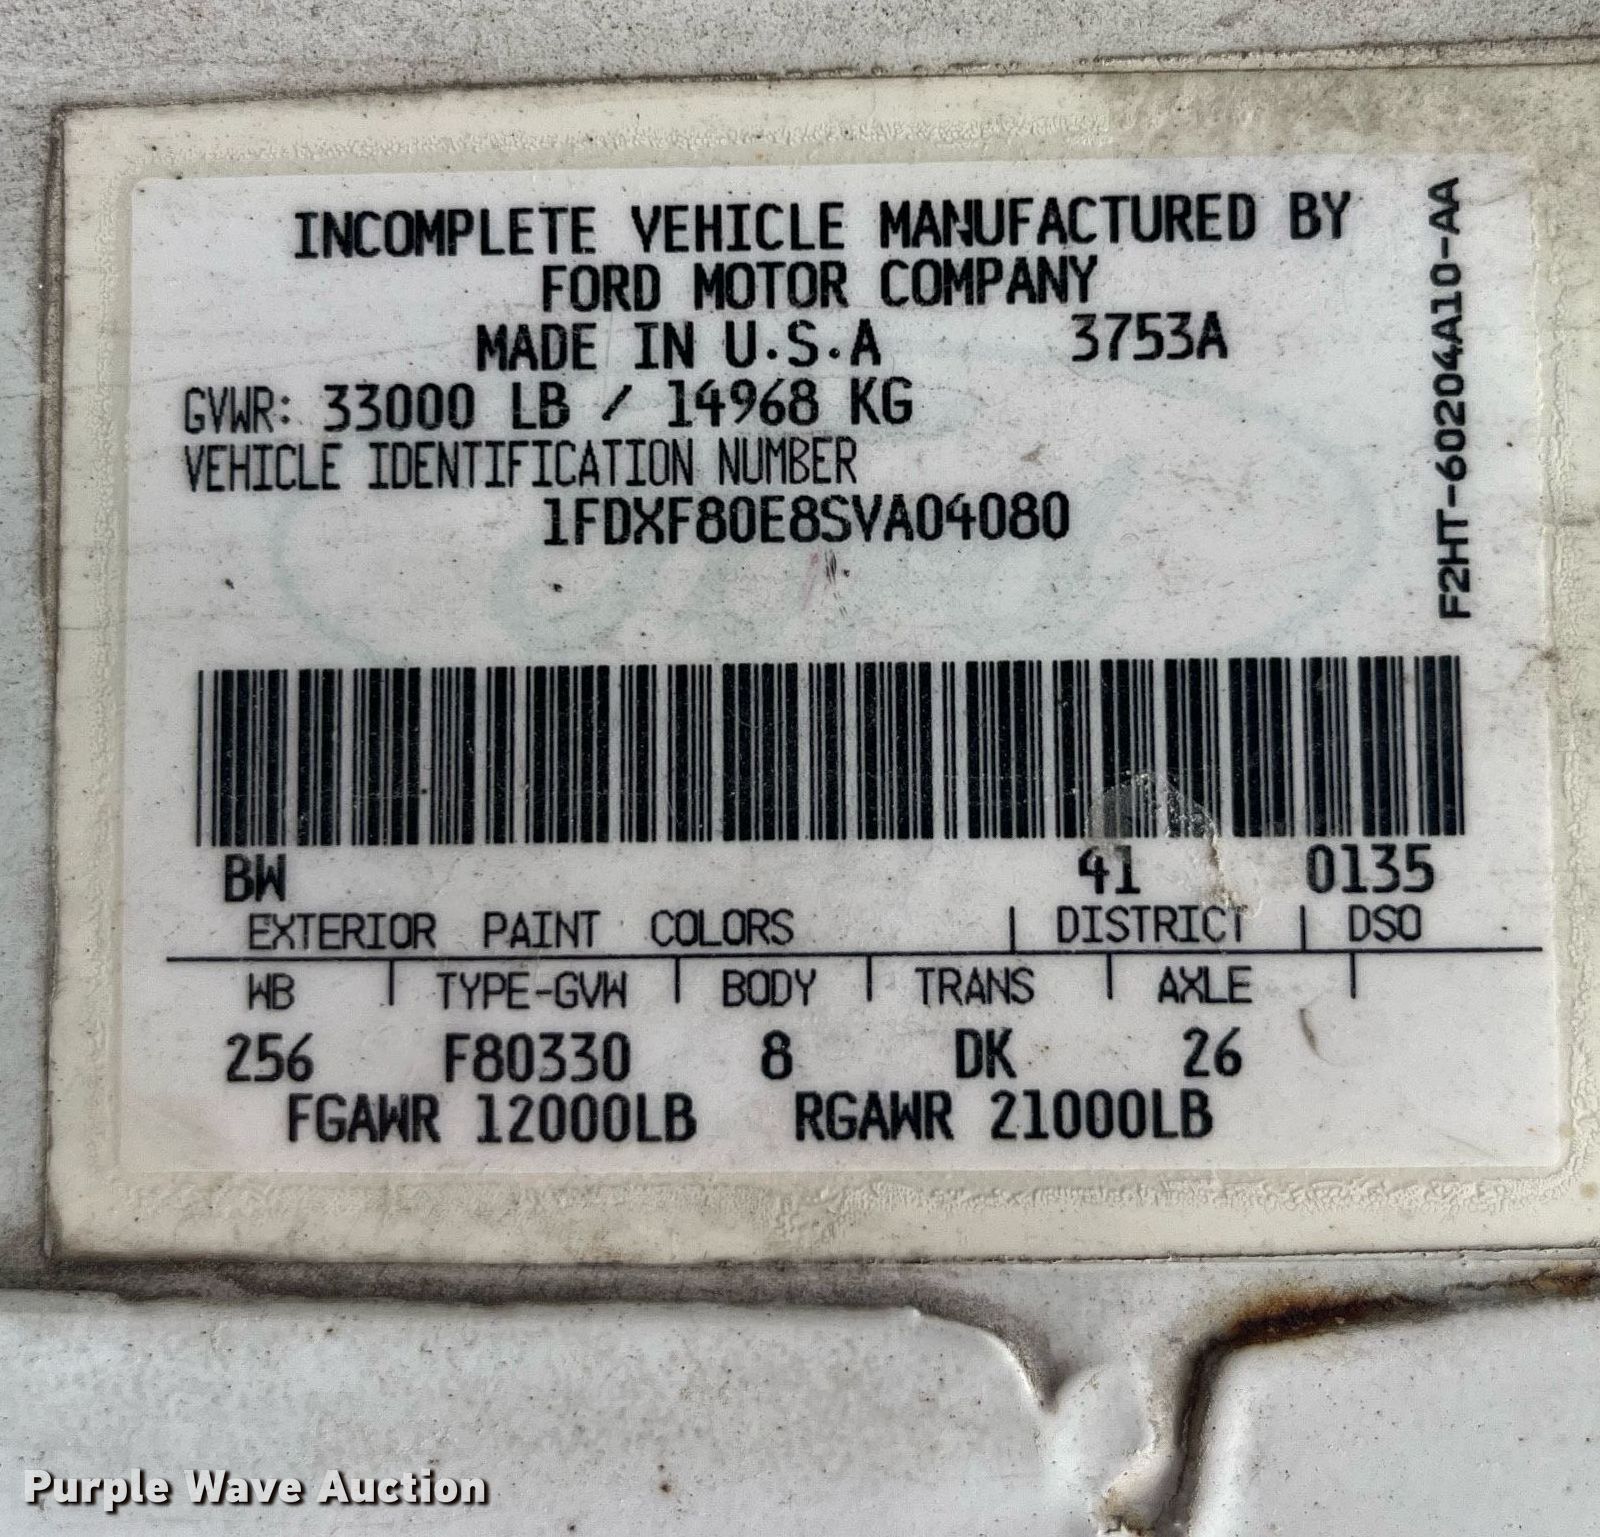 INCOMPLETE VEHICLE MANUFACTURED BY
FORD MOTOR COMPANY
MADE IN U.S.A 3753A
GVWR: 33000 LB / 14968 KG
VEHICLE IDENTIFICATION NUMBER
1FDXF80E8SVA04080
F2HT-60204A10-AA
BW 41 0135
EXTERIOR PAINT COLORS DISTRICT DSO
WB TYPE-GVW BODY TRANS AXLE
256 F80330 8 DK 26
FGAWR 12000LB RGAWR 21000LB
Purple Wave Auction